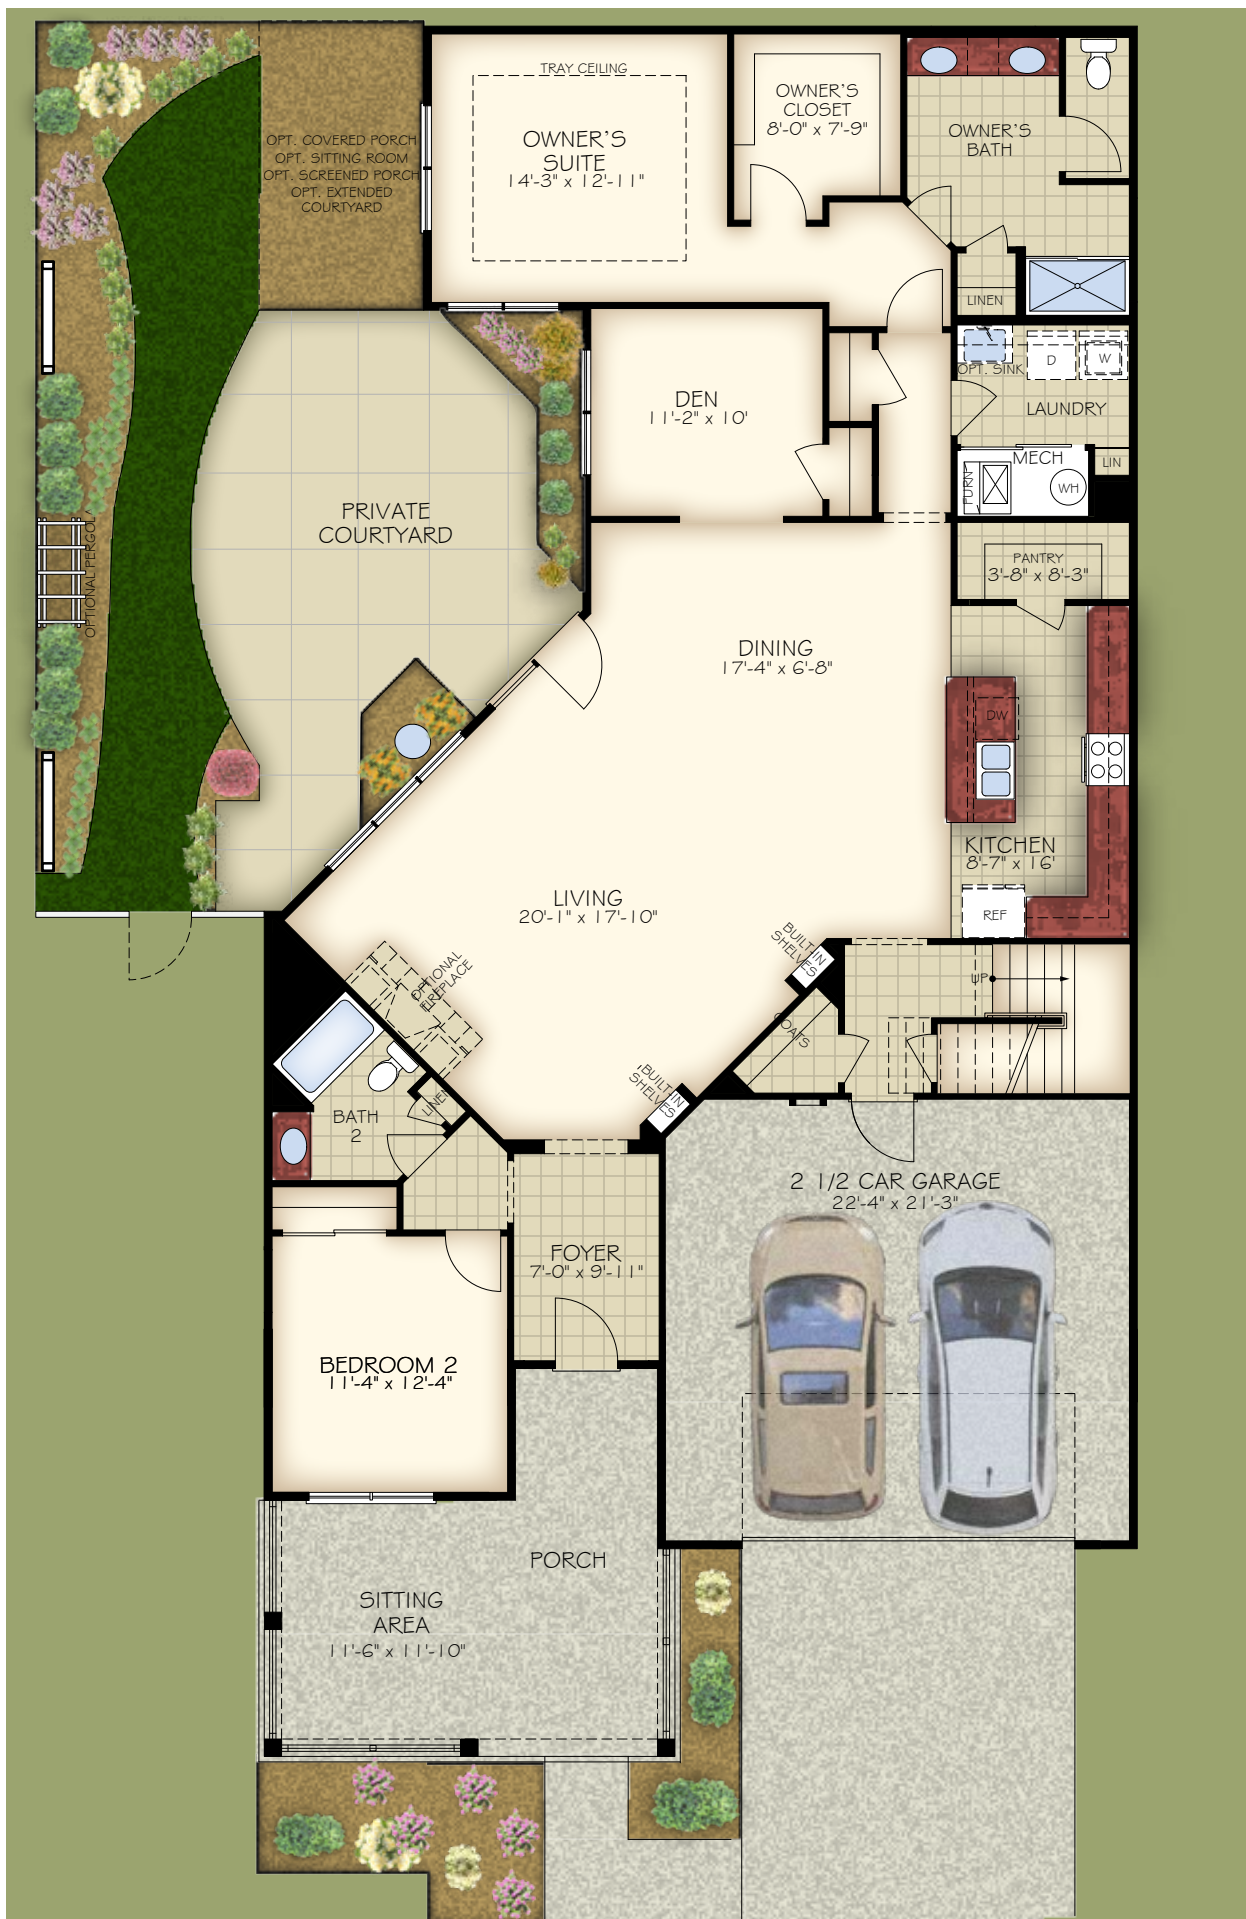 TRAY CEILING
OWNER'S
SUITE
14'-3" x 12'-11"
OWNER'S
CLOSET
8'-0" x 7'-9"
OWNER'S
BATH
OPT. COVERED PORCH
OPT. SITTING ROOM
OPT. SCREENED PORCH
OPT. EXTENDED
COURTYARD
LINEN
OPT. SINK
D
W
LAUNDRY
DEN
11'-2" x 10'
MECH
LIN
FURN
WH
PRIVATE
COURTYARD
OPTIONAL PERGOLA
PANTRY
3'-8" x 8'-3"
DINING
17'-4" x 6'-8"
DW
KITCHEN
8'-7" x 16'
REF
LIVING
20'-1" x 17'-10"
BUILT-IN
SHELVES
OPTIONAL
FIREPLACE
UP
COATS
BUILT-IN
SHELVES
LINEN
BATH
2
2 1/2 CAR GARAGE
22'-4" x 21'-3"
FOYER
7'-0" x 9'-11"
BEDROOM 2
11'-4" x 12'-4"
PORCH
SITTING
AREA
11'-6" x 11'-10"